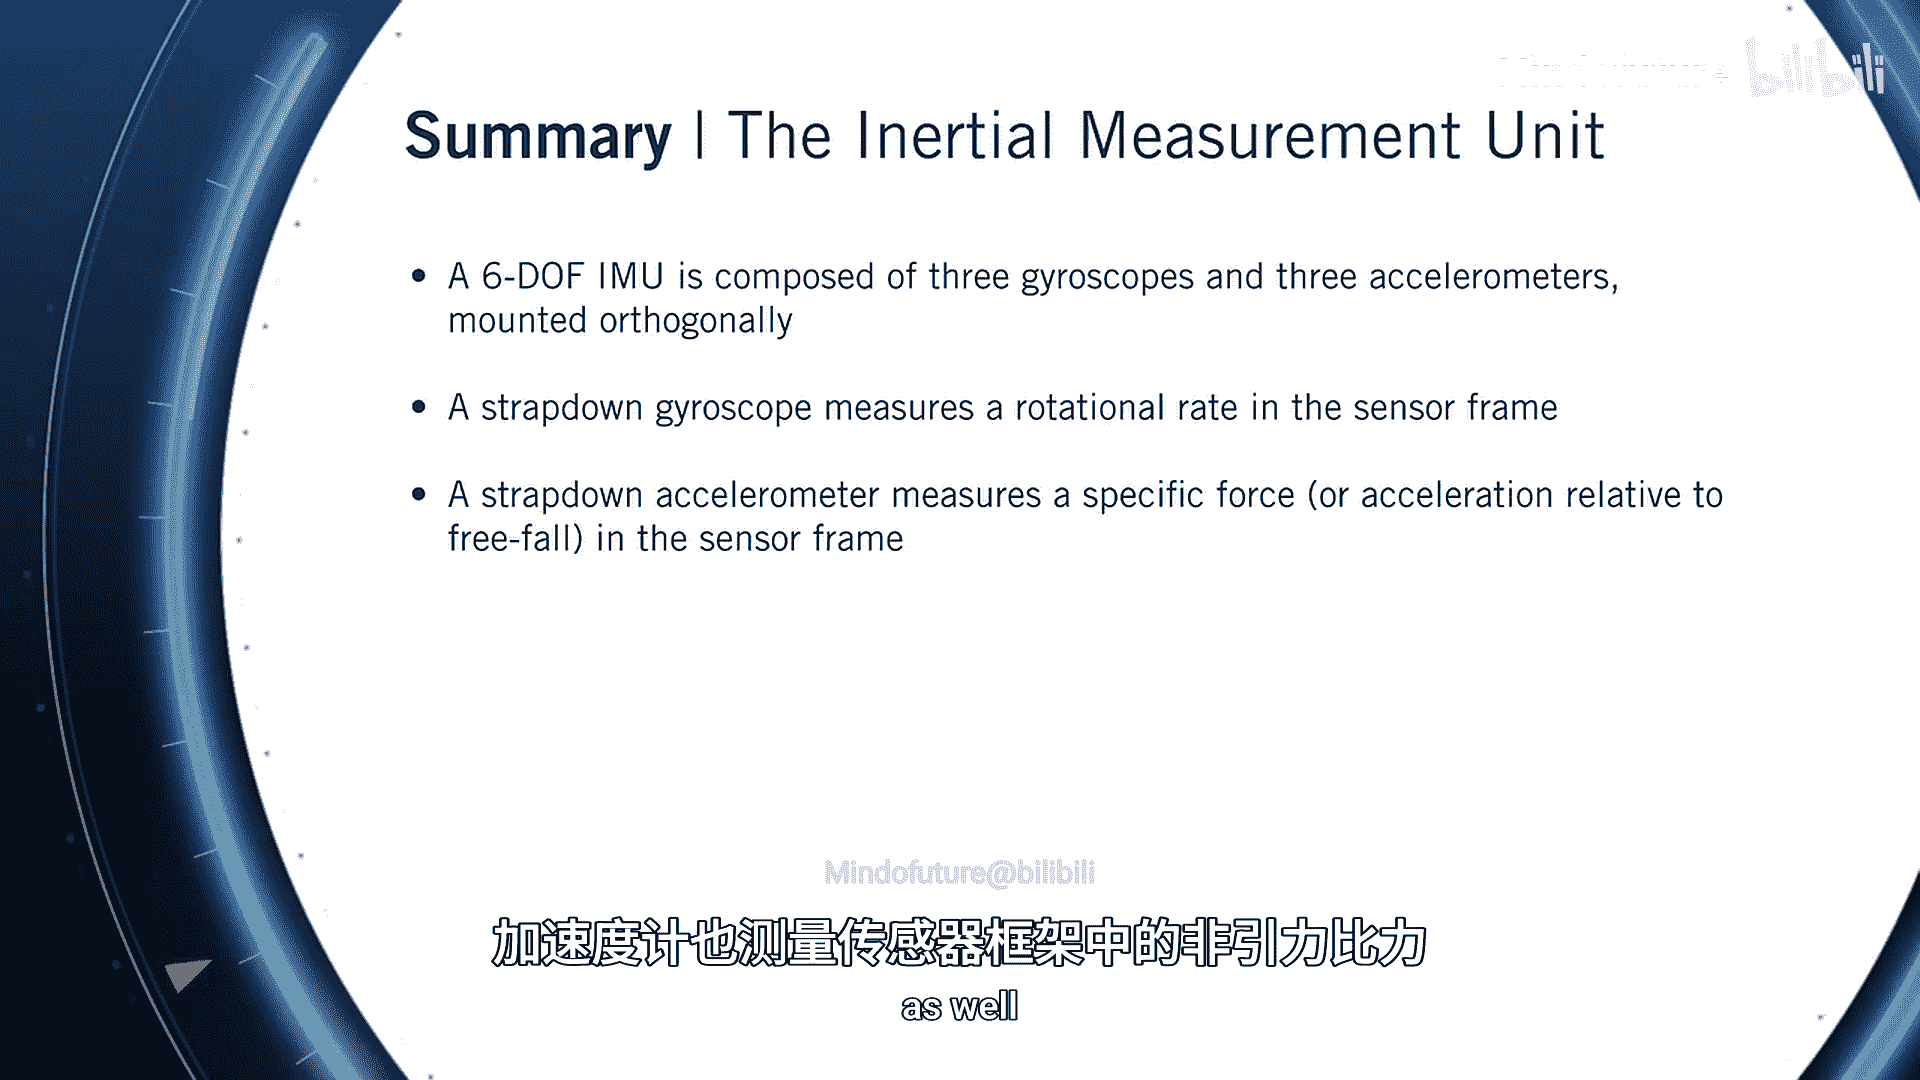 bilibili
Summary | The Inertial Measurement Unit
• A 6-DOF IMU is composed of three gyroscopes and three accelerometers,
mounted orthogonally
• A strapdown gyroscope measures a rotational rate in the sensor frame
• A strapdown accelerometer measures a specific force (or acceleration relative to
free-fall) in the sensor frame
Mindofuture@bilibili
加速度计也测量传感器框架中的非引力比力
as well